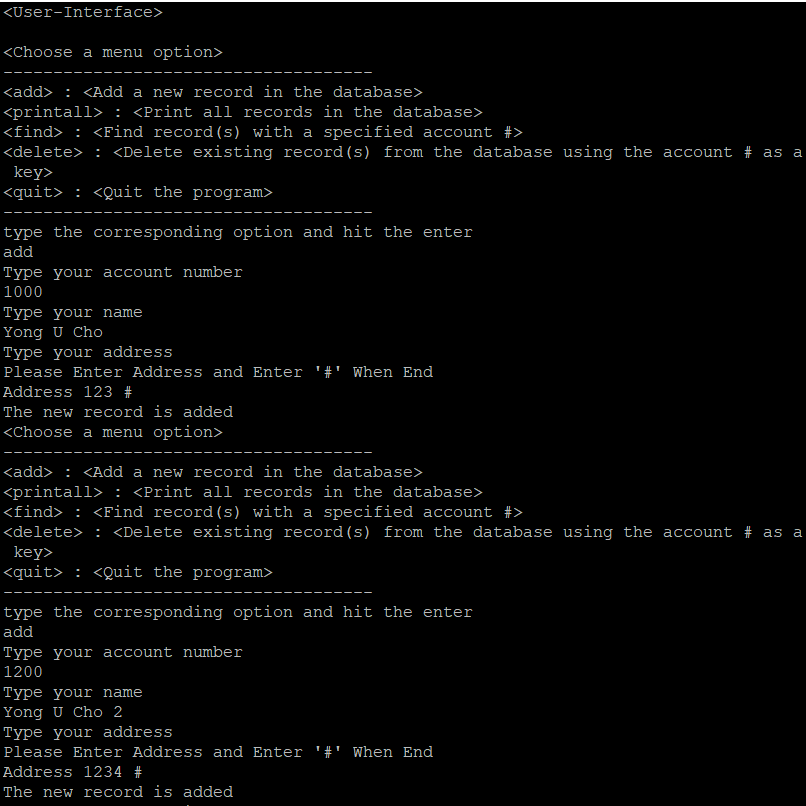 <User-Interface>
<Choose a menu option>
-------------------------------------
<add> : <Add a new record in the database>
<printall> : <Print all records in the database>
<find> : <Find record(s) with a specified account #>
<delete> : <Delete existing record(s) from the database using the account # as a
 key>
<quit> : <Quit the program>
-------------------------------------
type the corresponding option and hit the enter
add
Type your account number
1000
Type your name
Yong U Cho
Type your address
Please Enter Address and Enter '#' When End
Address 123 #
The new record is added
<Choose a menu option>
-------------------------------------
<add> : <Add a new record in the database>
<printall> : <Print all records in the database>
<find> : <Find record(s) with a specified account #>
<delete> : <Delete existing record(s) from the database using the account # as a
 key>
<quit> : <Quit the program>
-------------------------------------
type the corresponding option and hit the enter
add
Type your account number
1200
Type your name
Yong U Cho 2
Type your address
Please Enter Address and Enter '#' When End
Address 1234 #
The new record is added